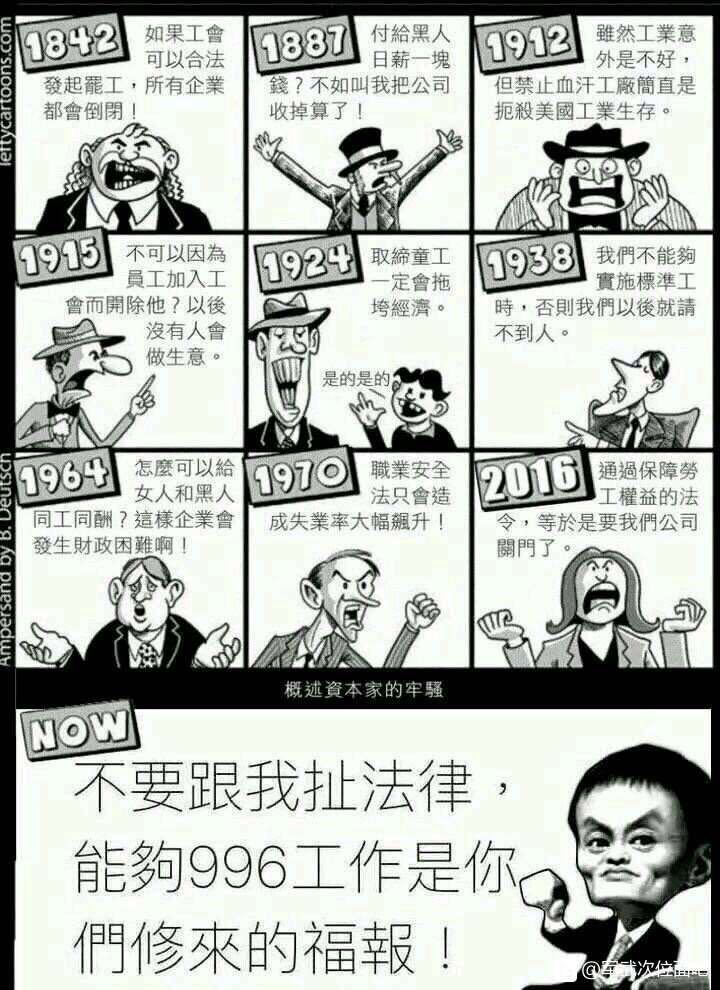 1842
如果工會
可以合法
發起罷工，所有企業
都會倒閉！
1887
付給黑人
日薪一塊
錢？不如叫我把公司
收掉算了！
1912
雖然工業意
外是不好，
但禁止血汗工廠簡直是
扼殺美國工業生存。
1915
不可以因為
員工加入工
會而開除他？以後
沒有人會
做生意。
1924
取締童工
一定會拖
垮經濟。
是的是的
1938
我們不能夠
實施標準工
時，否則我們以後就請
不到人。
1964
怎麼可以給
女人和黑人
同工同酬？這樣企業會
發生財政困難啊！
1970
職業安全
法只會造
成失業率大幅飆升！
2016
通過保障勞
工權益的法
令，等於是要我們公司
關門了。
leftycartoons.com
Ampersand by B. Deutsch
概述資本家的牢騷
NOW
不要跟我扯法律，
能夠996工作是你
們修來的福報！